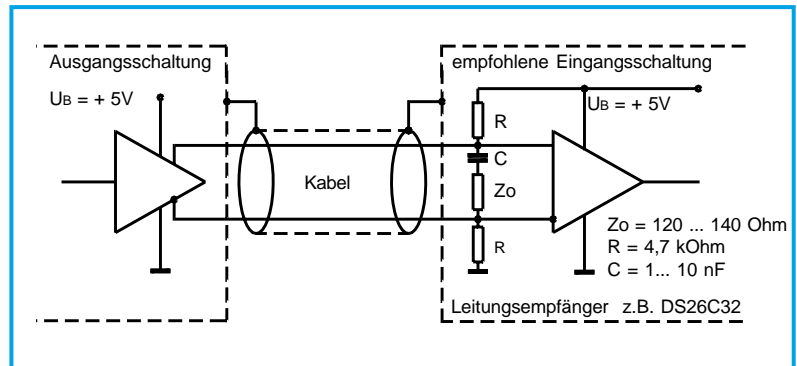 Ausgangsschaltung
UB = + 5V
Kabel
empfohlene Eingangsschaltung
UB = + 5V
R
C
Zo
R
Zo = 120 ... 140 Ohm
R = 4,7 kOhm
C = 1... 10 nF
Leitungsempfänger z.B. DS26C32